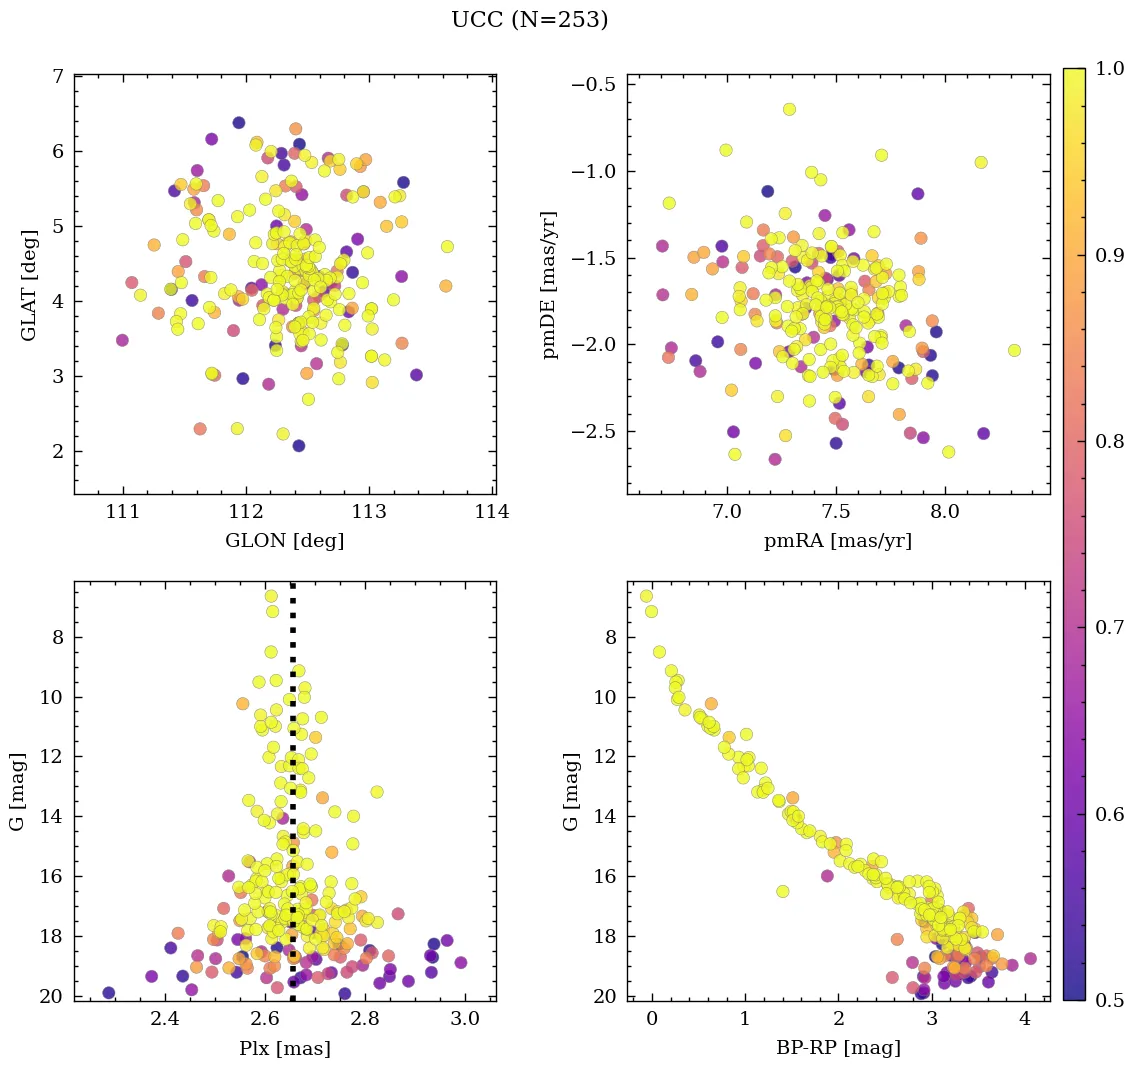 UCC (N=253)
7
6
5
4
3
2
GLAT [deg]
111 112 113 114
GLON [deg]
−0.5
−1.0
−1.5
−2.0
−2.5
pmDE [mas/yr]
7.0 7.5 8.0
pmRA [mas/yr]
8
10
12
14
16
18
20
G [mag]
2.4 2.6 2.8 3.0
Plx [mas]
8
10
12
14
16
18
20
G [mag]
0 1 2 3 4
BP-RP [mag]
1.0
0.9
0.8
0.7
0.6
0.5